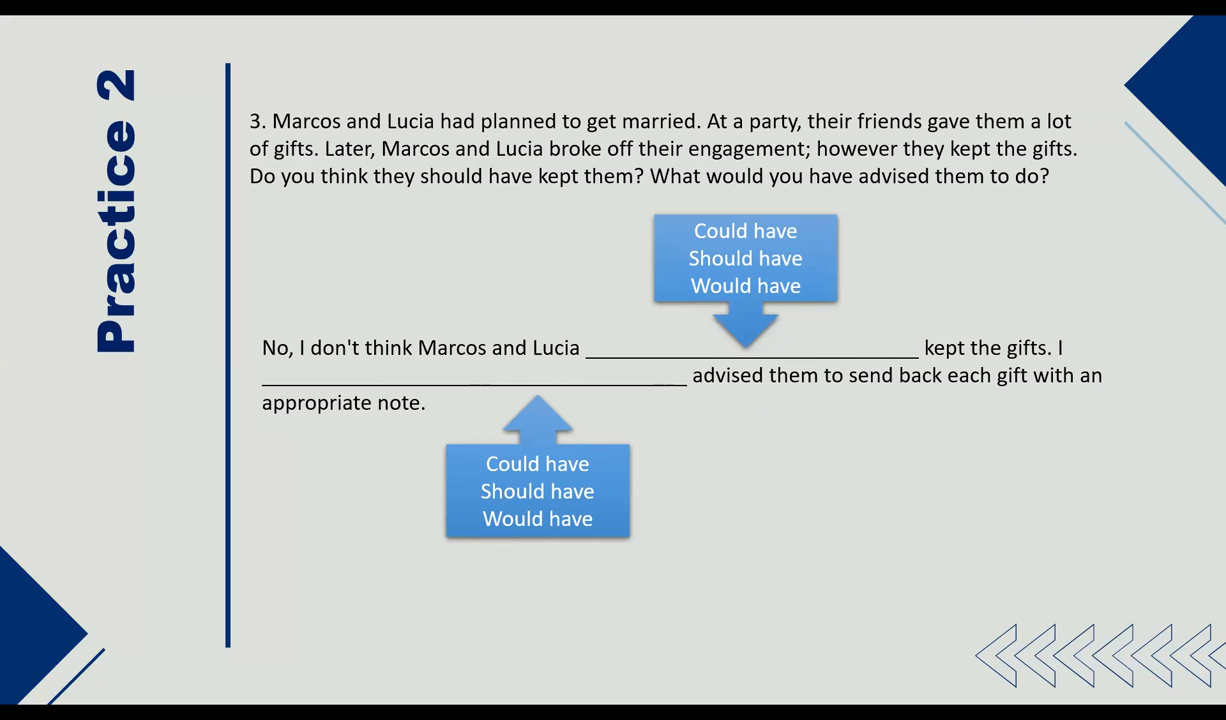 Practice 2
3. Marcos and Lucia had planned to get married. At a party, their friends gave them a lot
of gifts. Later, Marcos and Lucia broke off their engagement; however they kept the gifts.
Do you think they should have kept them? What would you have advised them to do?
Could have
Should have
Would have
No, I don't think Marcos and Lucia ______________________________ kept the gifts. I
______________________________________ advised them to send back each gift with an
appropriate note.
Could have
Should have
Would have